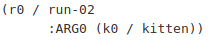 (r0 / run-02
:ARG0 (k0 / kitten))